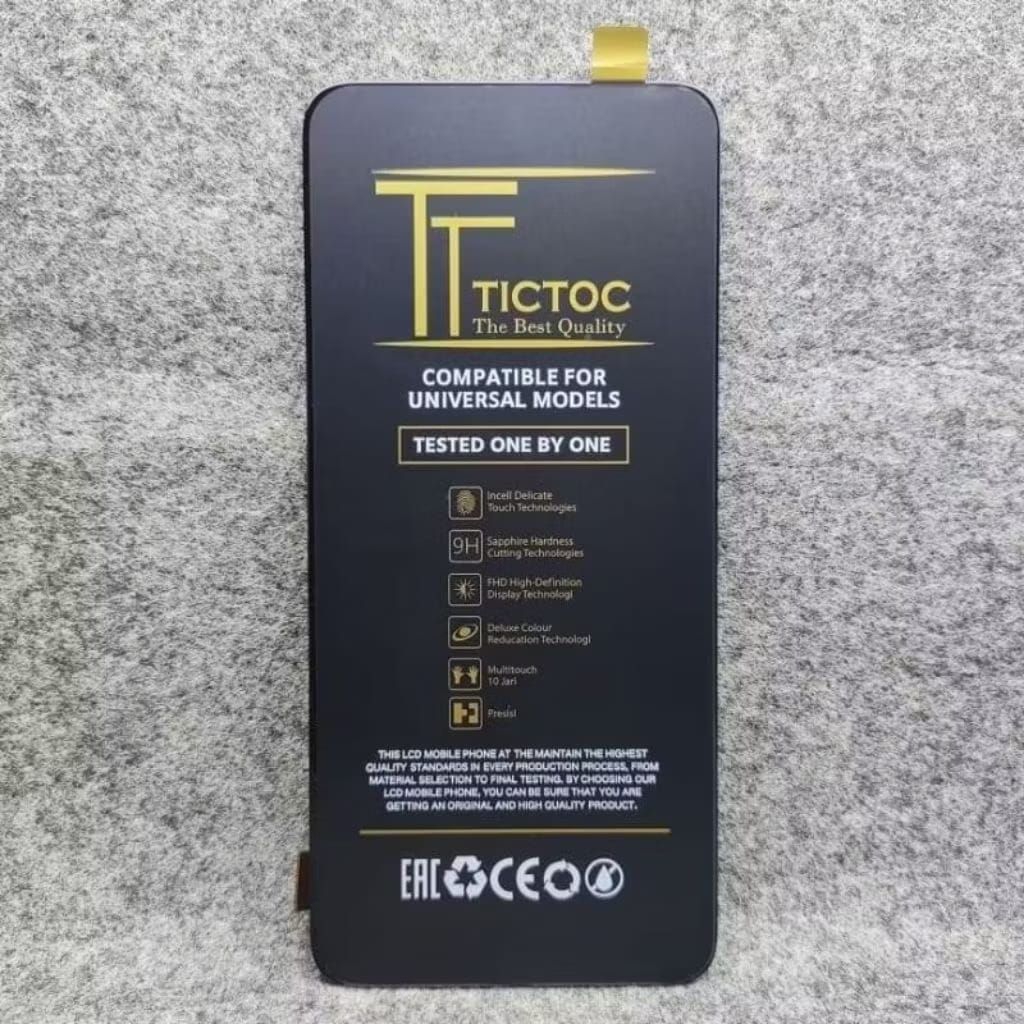 TT
TICTOC
The Best Quality
COMPATIBLE FOR
UNIVERSAL MODELS
TESTED ONE BY ONE
Incell Delicate
Touch Technologies
9H
Sapphire Hardness
Cutting Technologies
FHD High-Definition
Display Technologi
Deluxe Colour
Reducation Technologi
Multitouch
10 Jari
Presisi
THIS LCD MOBILE PHONE AT THE MAINTAIN THE HIGHEST
QUALITY STANDARDS IN EVERY PRODUCTION PROCESS, FROM
MATERIAL SELECTION TO FINAL TESTING. BY CHOOSING OUR
LCD MOBILE PHONE, YOU CAN BE SURE THAT YOU ARE
GETTING AN ORIGINAL AND HIGH QUALITY PRODUCT.
EAC CE